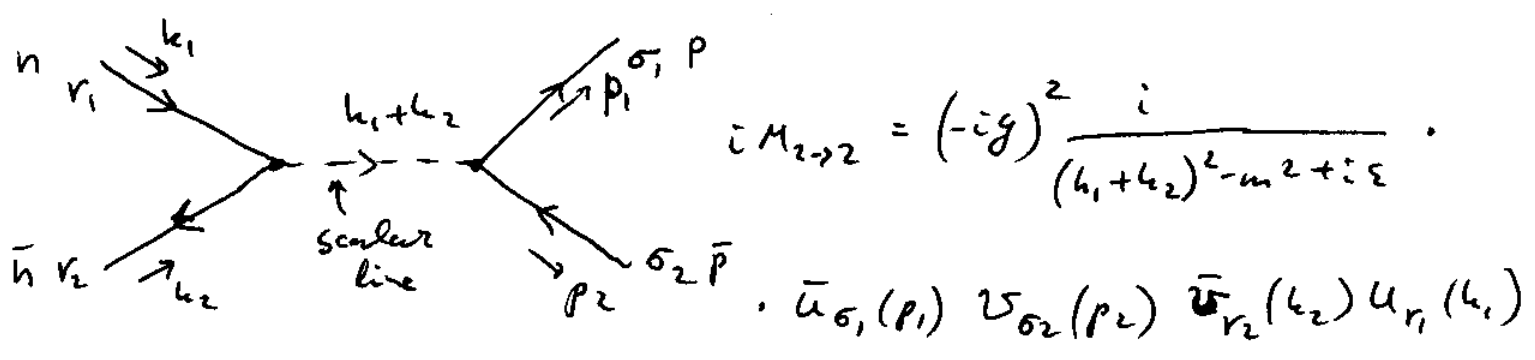 n r₁ k₁
k₁+k₂
σ₁ p
p₁
iM₂→₂ = (-ig)² i / ((k₁+k₂)²-m²+iε) ·
scalar line
n̄ r₂ k₂
p₂ σ₂ p̄
· ū_σ₁(p₁) v_σ₂(p₂) v̄_r₂(k₂) u_r₁(k₁)